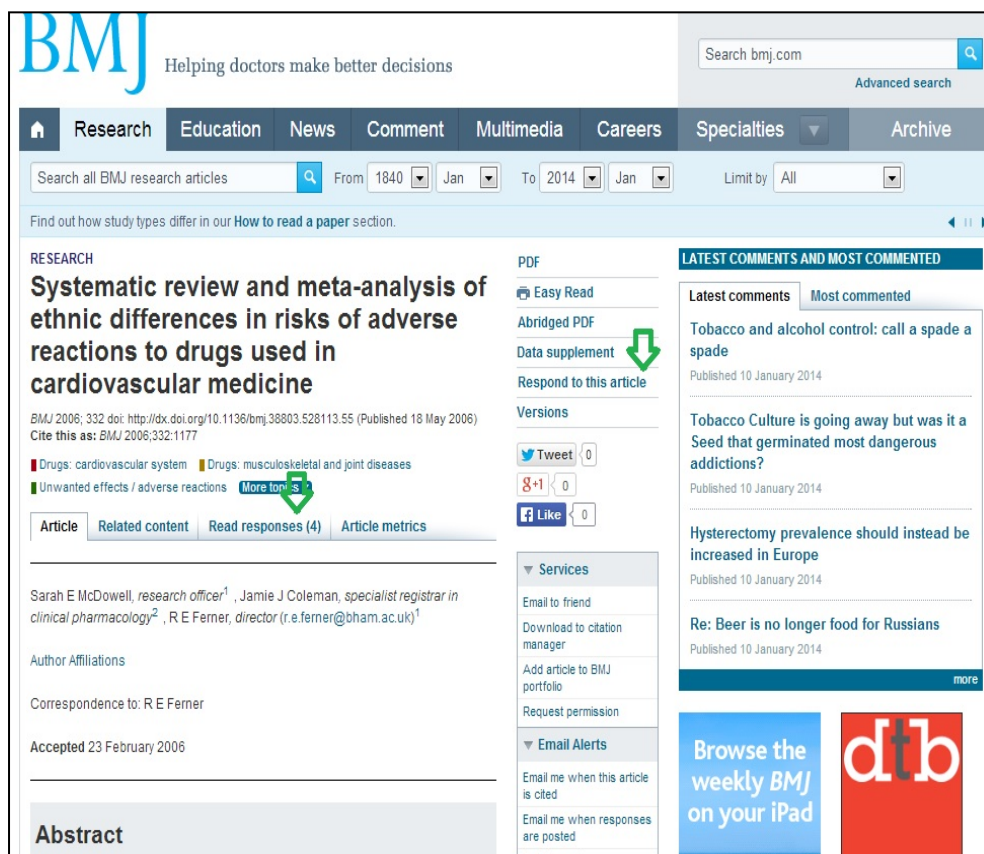 BMJ
Helping doctors make better decisions
Search bmj.com
Advanced search
Research
Education
News
Comment
Multimedia
Careers
Specialties
Archive
Search all BMJ research articles
From 1840 Jan
To 2014 Jan
Limit by All
Find out how study types differ in our How to read a paper section.
RESEARCH
Systematic review and meta-analysis of
ethnic differences in risks of adverse
reactions to drugs used in
cardiovascular medicine
BMJ 2006; 332 doi: http://dx.doi.org/10.1136/bmj.38803.528113.55 (Published 18 May 2006)
Cite this as: BMJ 2006;332:1177
Drugs: cardiovascular system
Drugs: musculoskeletal and joint diseases
Unwanted effects / adverse reactions
More topics
Article
Related content
Read responses (4)
Article metrics
Sarah E McDowell, research officer1 , Jamie J Coleman, specialist registrar in
clinical pharmacology2 , R E Ferner, director (r.e.ferner@bham.ac.uk)1
Author Affiliations
Correspondence to: R E Ferner
Accepted 23 February 2006
Abstract
PDF
Easy Read
Abridged PDF
Data supplement
Respond to this article
Versions
Tweet 0
g+1 0
Like 0
Services
Email to friend
Download to citation
manager
Add article to BMJ
portfolio
Request permission
Email Alerts
Email me when this article
is cited
Email me when responses
are posted
LATEST COMMENTS AND MOST COMMENTED
Latest comments
Most commented
Tobacco and alcohol control: call a spade a
spade
Published 10 January 2014
Tobacco Culture is going away but was it a
Seed that germinated most dangerous
addictions?
Published 10 January 2014
Hysterectomy prevalence should instead be
increased in Europe
Published 10 January 2014
Re: Beer is no longer food for Russians
Published 10 January 2014
more
Browse the
weekly BMJ
on your iPad
dtb